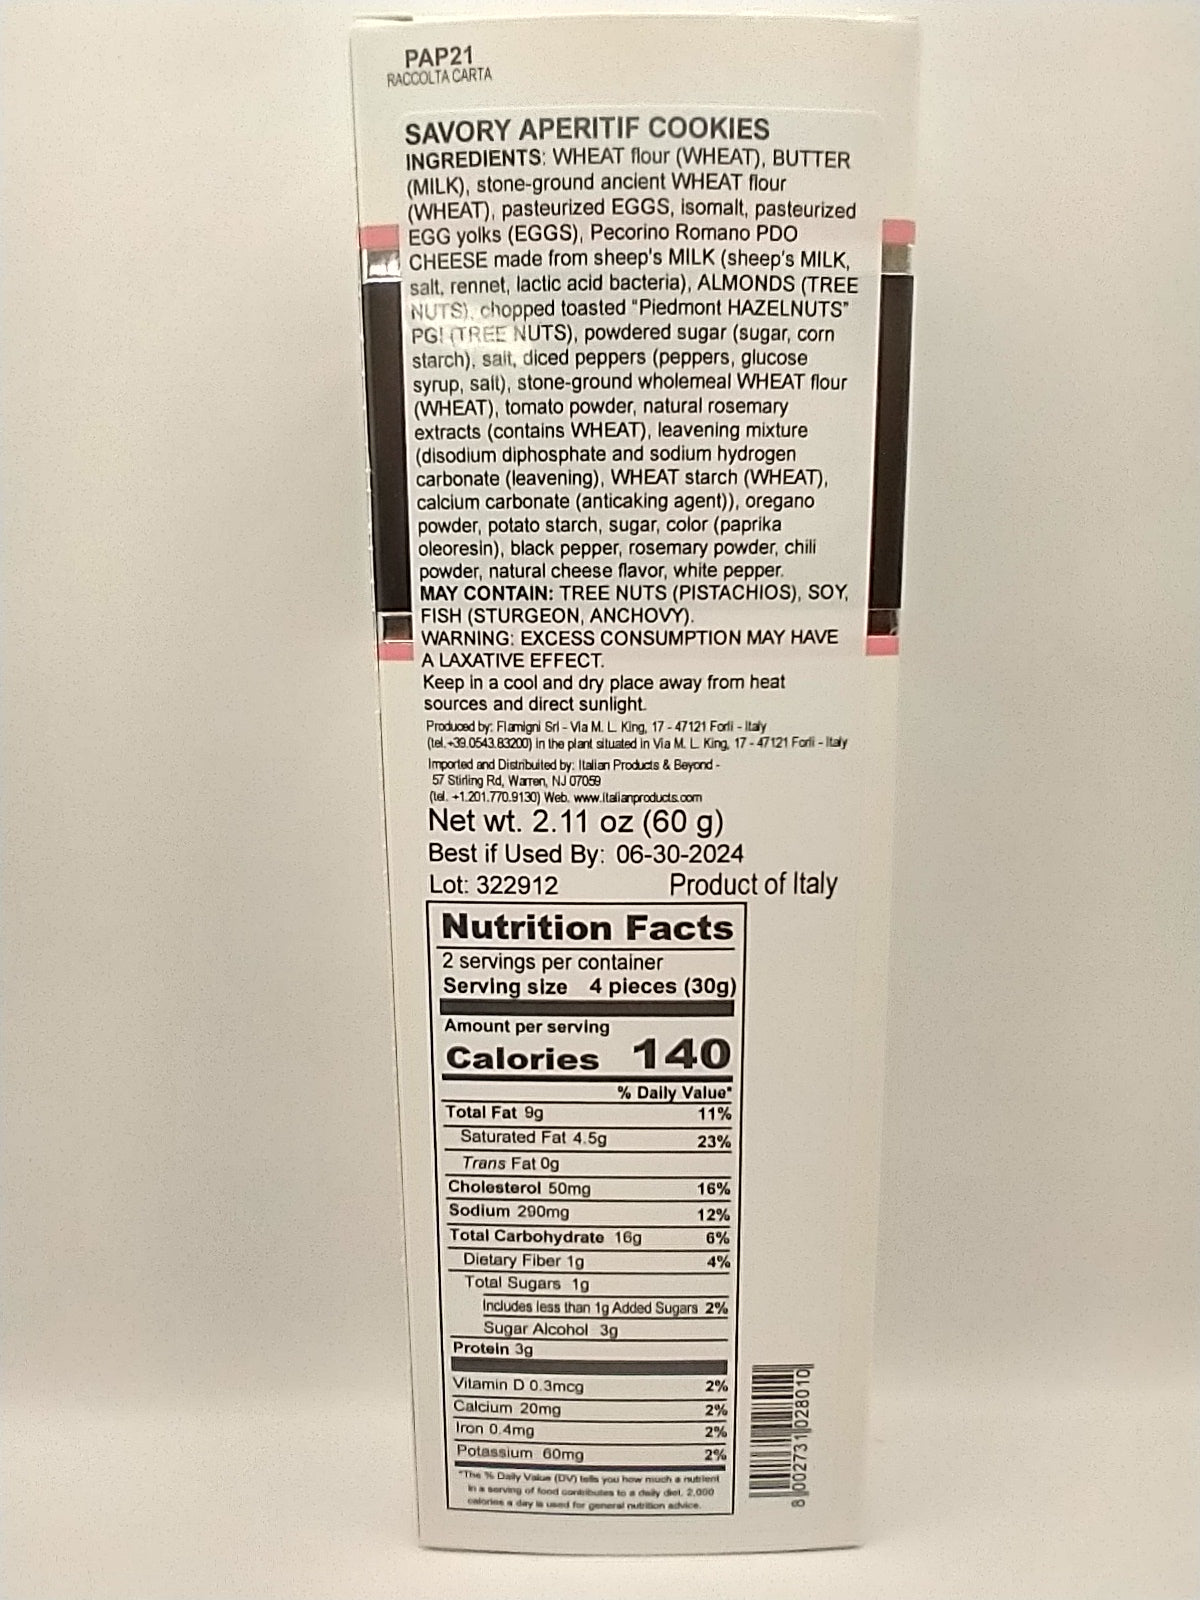 PAP21
RACCOLTA CARTA
SAVORY APERITIF COOKIES
INGREDIENTS: WHEAT flour (WHEAT), BUTTER
(MILK), stone-ground ancient WHEAT flour
(WHEAT), pasteurized EGGS, isomalt, pasteurized
EGG yolks (EGGS), Pecorino Romano PDO
CHEESE made from sheep's MILK (sheep's MILK,
salt, rennet, lactic acid bacteria), ALMONDS (TREE
NUTS), chopped toasted "Piedmont HAZELNUTS"
PGI (TREE NUTS), powdered sugar (sugar, corn
starch), salt, diced peppers (peppers, glucose
syrup, salt), stone-ground wholemeal WHEAT flour
(WHEAT), tomato powder, natural rosemary
extracts (contains WHEAT), leavening mixture
(disodium diphosphate and sodium hydrogen
carbonate (leavening), WHEAT starch (WHEAT),
calcium carbonate (anticaking agent)), oregano
powder, potato starch, sugar, color (paprika
oleoresin), black pepper, rosemary powder, chili
powder, natural cheese flavor, white pepper.
MAY CONTAIN: TREE NUTS (PISTACHIOS), SOY,
FISH (STURGEON, ANCHOVY).
WARNING: EXCESS CONSUMPTION MAY HAVE
A LAXATIVE EFFECT.
Keep in a cool and dry place away from heat
sources and direct sunlight.
Produced by: Flamigni Srl - Via M. L. King, 17 - 47121 Forlì - Italy
(tel. +39.0543.83200) in the plant situated in Via M. L. King, 17 - 47121 Forlì - Italy
Imported and Distribuited by: Italian Products & Beyond -
57 Stirling Rd, Warren, NJ 07059
(tel. +1.201.770.9130) Web. www.italianproducts.com
Net wt. 2.11 oz (60 g)
Best if Used By: 06-30-2024
Lot: 322912 Product of Italy
Nutrition Facts
2 servings per container
Serving size 4 pieces (30g)
Amount per serving
Calories 140
% Daily Value*
Total Fat 9g 11%
Saturated Fat 4.5g 23%
Trans Fat 0g
Cholesterol 50mg 16%
Sodium 290mg 12%
Total Carbohydrate 16g 6%
Dietary Fiber 1g 4%
Total Sugars 1g
Includes less than 1g Added Sugars 2%
Sugar Alcohol 3g
Protein 3g
Vitamin D 0.3mcg 2%
Calcium 20mg 2%
Iron 0.4mg 2%
Potassium 60mg 2%
*The % Daily Value (DV) tells you how much a nutrient
in a serving of food contributes to a daily diet. 2,000
calories a day is used for general nutrition advice.
8 002731 028010